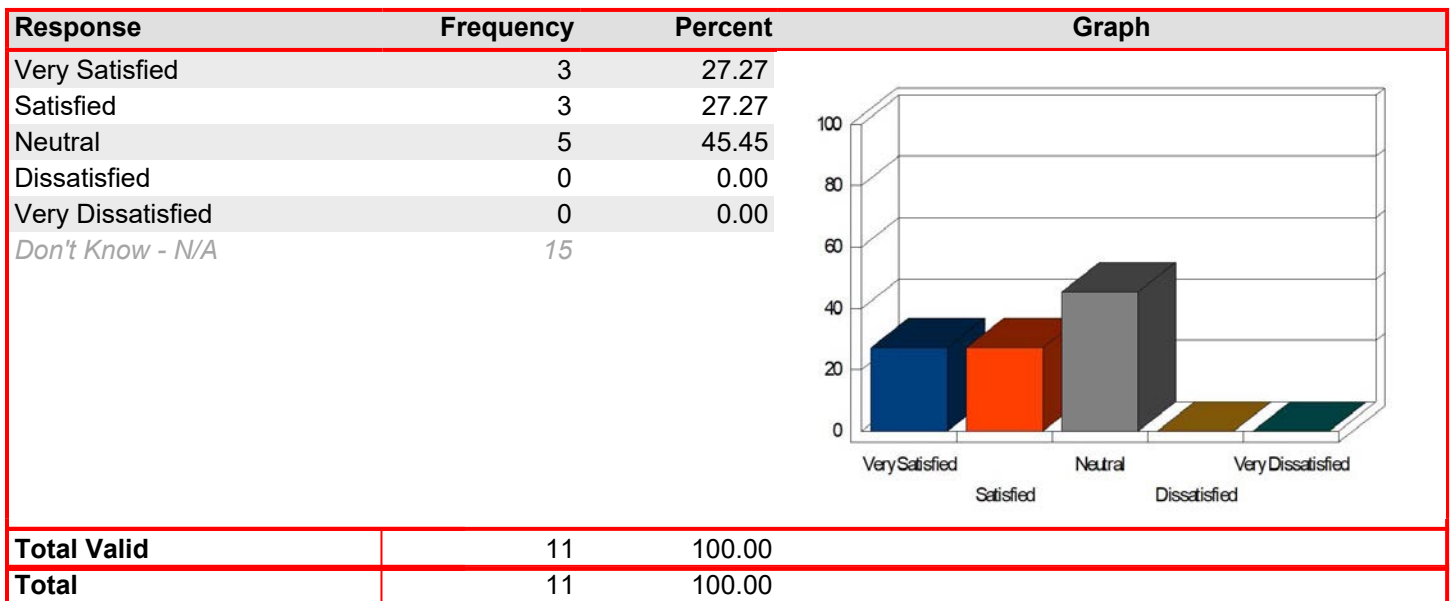 Response Frequency Percent Graph
Very Satisfied 3 27.27
Satisfied 3 27.27
Neutral 5 45.45
Dissatisfied 0 0.00
Very Dissatisfied 0 0.00
Don't Know - N/A 15
100
80
60
40
20
0
Very Satisfied Neutral Very Dissatisfied
Satisfied Dissatisfied
Total Valid 11 100.00
Total 11 100.00